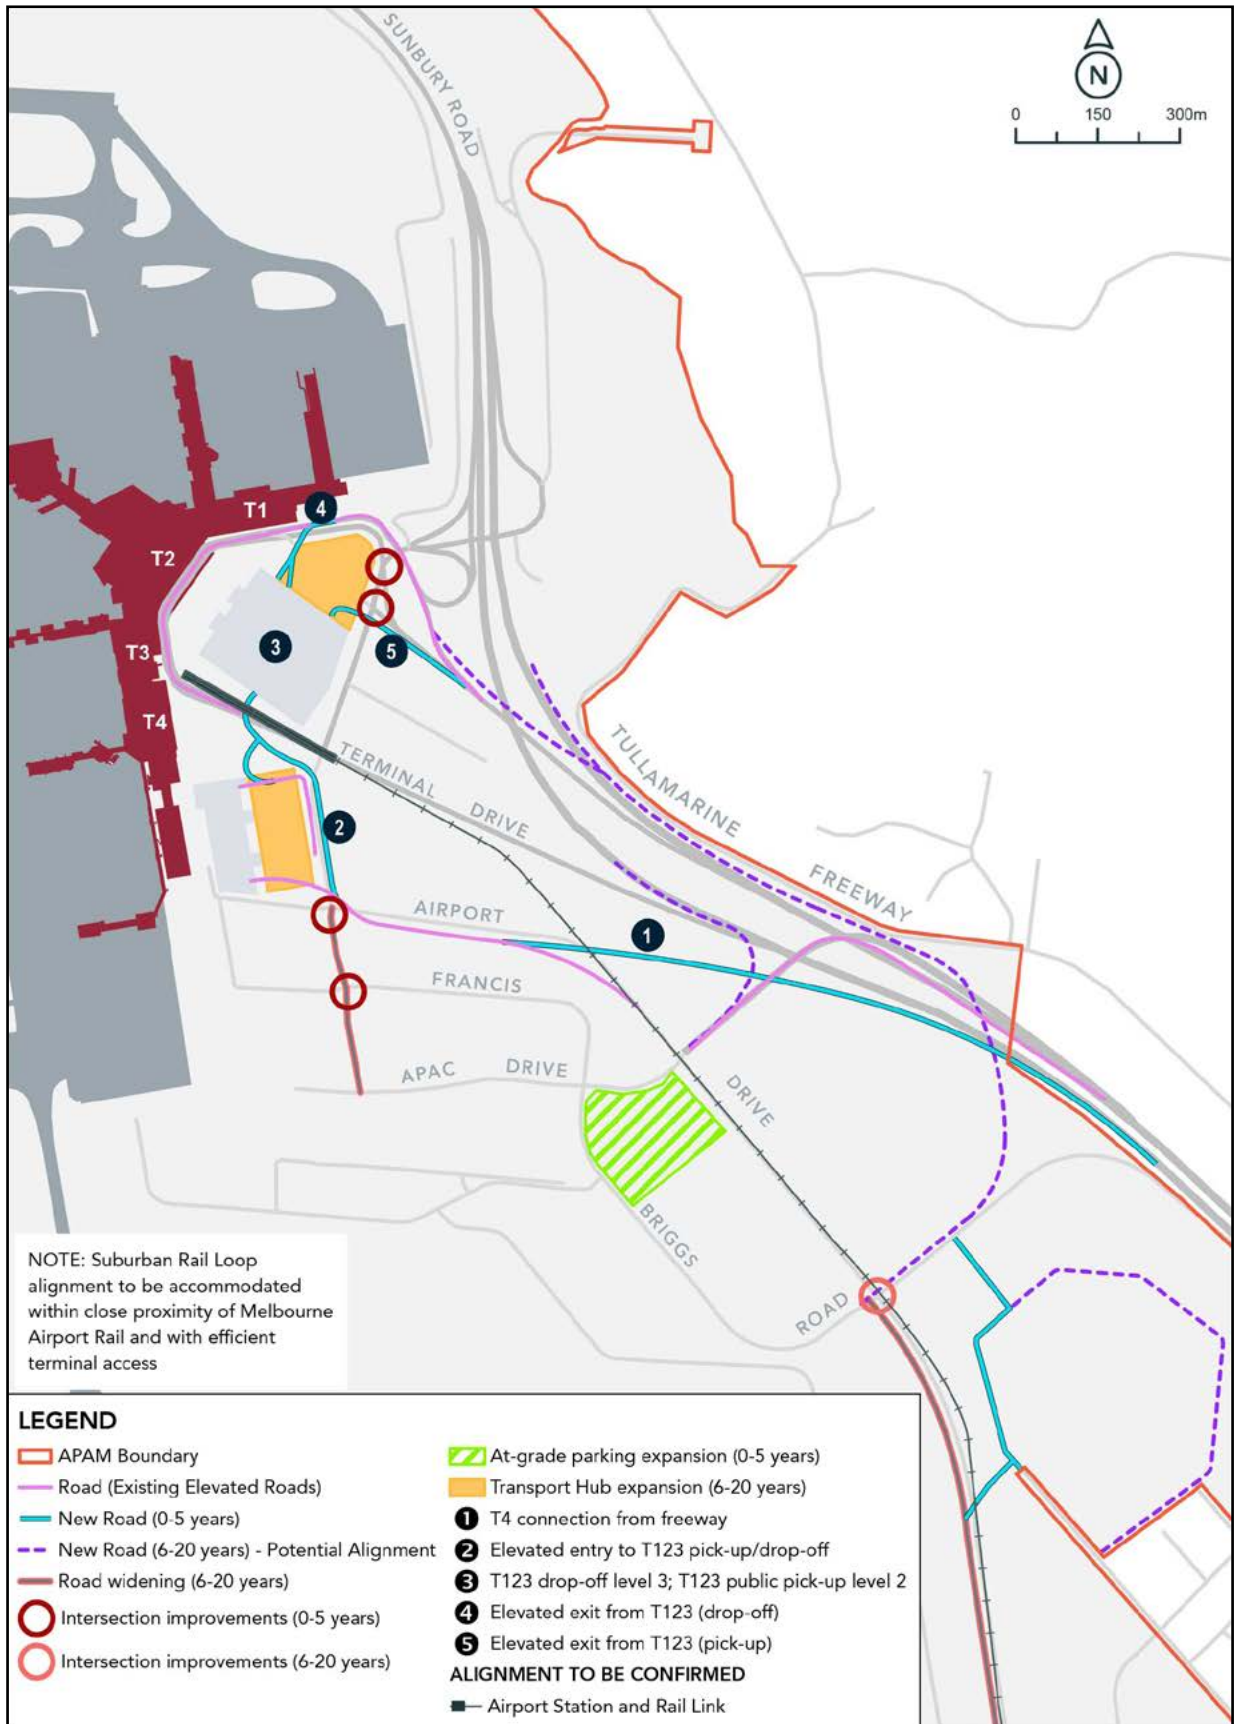 SUNBURY ROAD
N
0 150 300m
T1
4
T2
3
5
T3
T4
TERMINAL DRIVE
TULLAMARINE FREEWAY
2
AIRPORT DRIVE
1
FRANCIS
APAC DRIVE
BRIGGS ROAD
NOTE: Suburban Rail Loop
alignment to be accommodated
within close proximity of Melbourne
Airport Rail and with efficient
terminal access
LEGEND
APAM Boundary
Road (Existing Elevated Roads)
New Road (0-5 years)
New Road (6-20 years) - Potential Alignment
Road widening (6-20 years)
Intersection improvements (0-5 years)
Intersection improvements (6-20 years)
At-grade parking expansion (0-5 years)
Transport Hub expansion (6-20 years)
1 T4 connection from freeway
2 Elevated entry to T123 pick-up/drop-off
3 T123 drop-off level 3; T123 public pick-up level 2
4 Elevated exit from T123 (drop-off)
5 Elevated exit from T123 (pick-up)
ALIGNMENT TO BE CONFIRMED
Airport Station and Rail Link